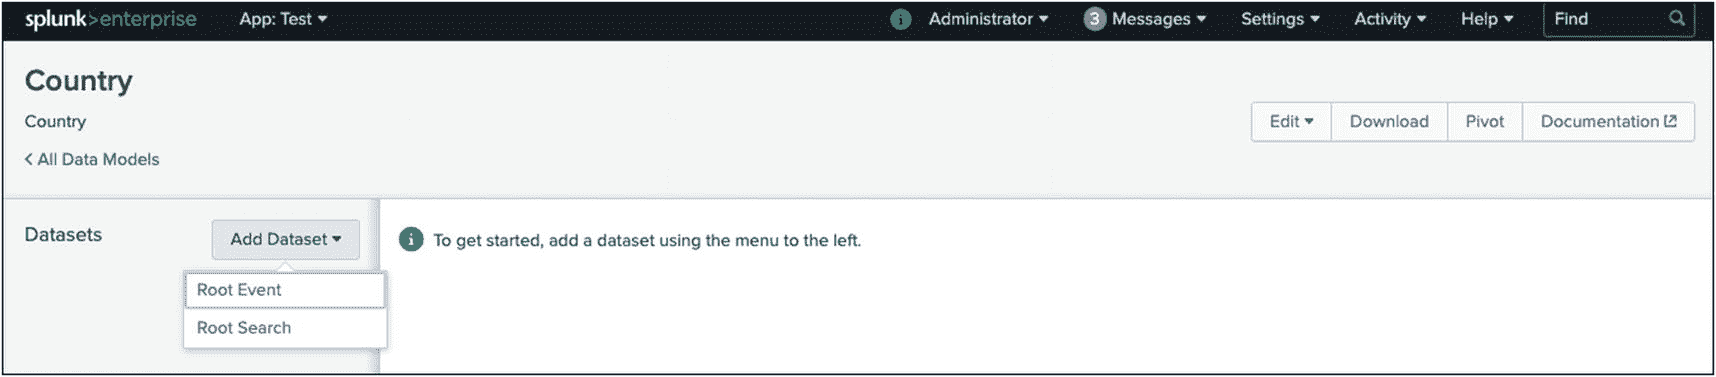 splunk>enterprise App: Test i Administrator 3 Messages Settings Activity Help Find
Country
Country
Edit Download Pivot Documentation
< All Data Models
Datasets Add Dataset i To get started, add a dataset using the menu to the left.
Root Event
Root Search